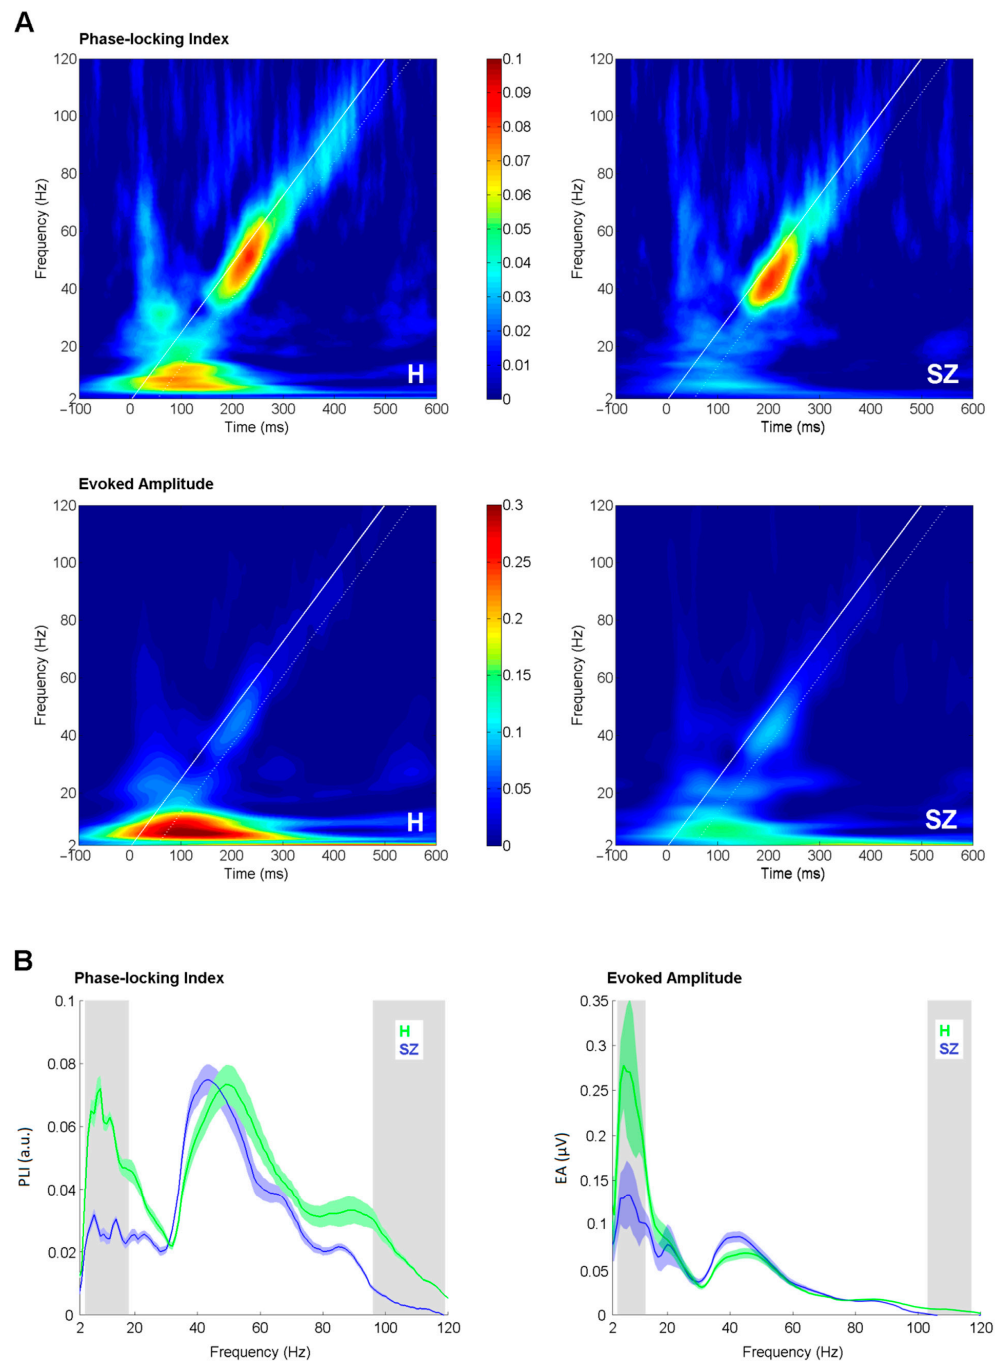 A
Phase-locking Index
120
100
80
60
40
20
2
Frequency (Hz)
−100 0 100 200 300 400 500 600
Time (ms)
H
0.1
0.09
0.08
0.07
0.06
0.05
0.04
0.03
0.02
0.01
0
120
100
80
60
40
20
2
Frequency (Hz)
−100 0 100 200 300 400 500 600
Time (ms)
SZ
Evoked Amplitude
120
100
80
60
40
20
2
Frequency (Hz)
−100 0 100 200 300 400 500 600
Time (ms)
H
0.3
0.25
0.2
0.15
0.1
0.05
0
120
100
80
60
40
20
2
Frequency (Hz)
−100 0 100 200 300 400 500 600
Time (ms)
SZ
B
Phase-locking Index
0.1
0.08
0.06
0.04
0.02
0
PLI (a.u.)
2 20 40 60 80 100 120
Frequency (Hz)
H
SZ
Evoked Amplitude
0.35
0.3
0.25
0.2
0.15
0.1
0.05
0
EA (µV)
2 20 40 60 80 100 120
Frequency (Hz)
H
SZ